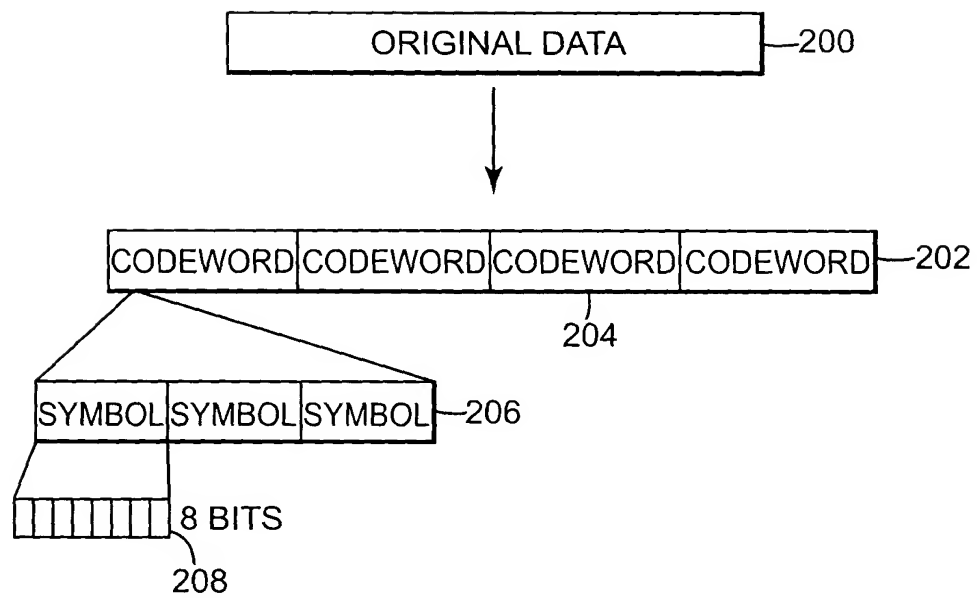 ORIGINAL DATA 200
CODEWORD CODEWORD CODEWORD CODEWORD 202
204
SYMBOL SYMBOL SYMBOL 206
8 BITS
208